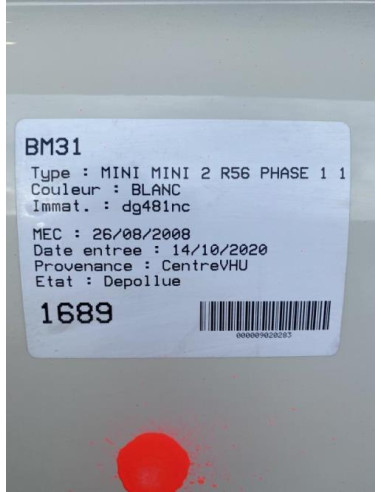 BM31
Type : MINI MINI 2 R56 PHASE 1 1
Couleur : BLANC
Immat. : dg481nc
MEC : 26/08/2008
Date entree : 14/10/2020
Provenance : CentreVHU
Etat : Depollue
1689
000009020203